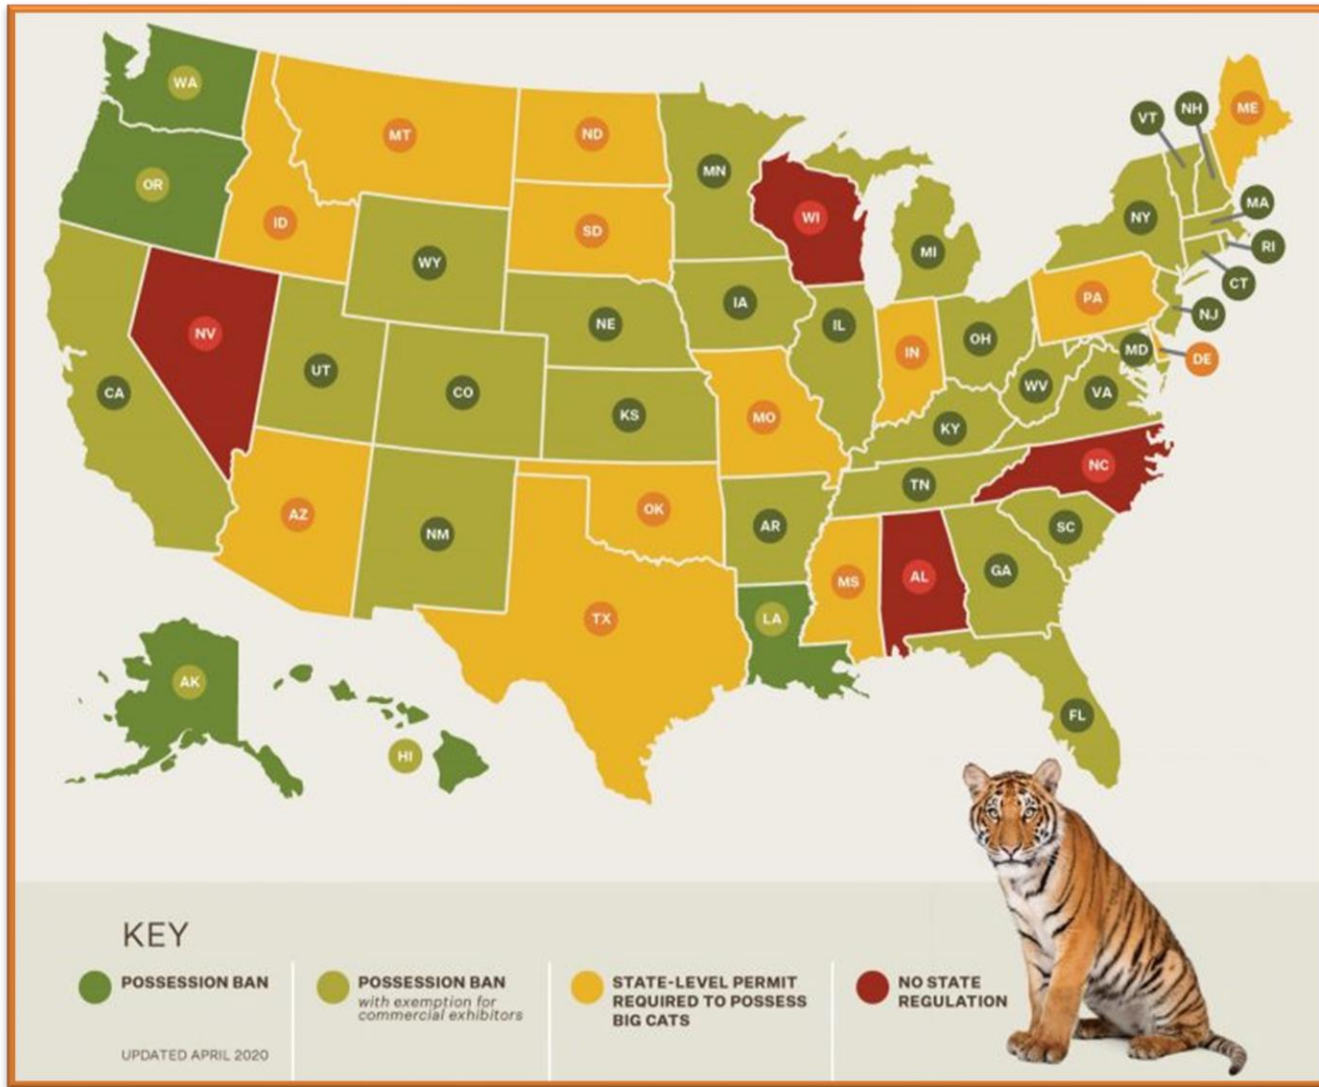 WA
MT
ND
MN
VT
NH
ME
OR
ID
SD
WI
MI
NY
MA
RI
WY
CT
NV
NE
IA
IL
IN
OH
PA
NJ
MD
DE
CA
UT
CO
KS
MO
WV
VA
KY
NC
AZ
NM
OK
AR
TN
SC
MS
AL
GA
TX
LA
AK
HI
FL
KEY
POSSESSION BAN
POSSESSION BAN
with exemption for
commercial exhibitors
STATE-LEVEL PERMIT
REQUIRED TO POSSESS
BIG CATS
NO STATE
REGULATION
UPDATED APRIL 2020